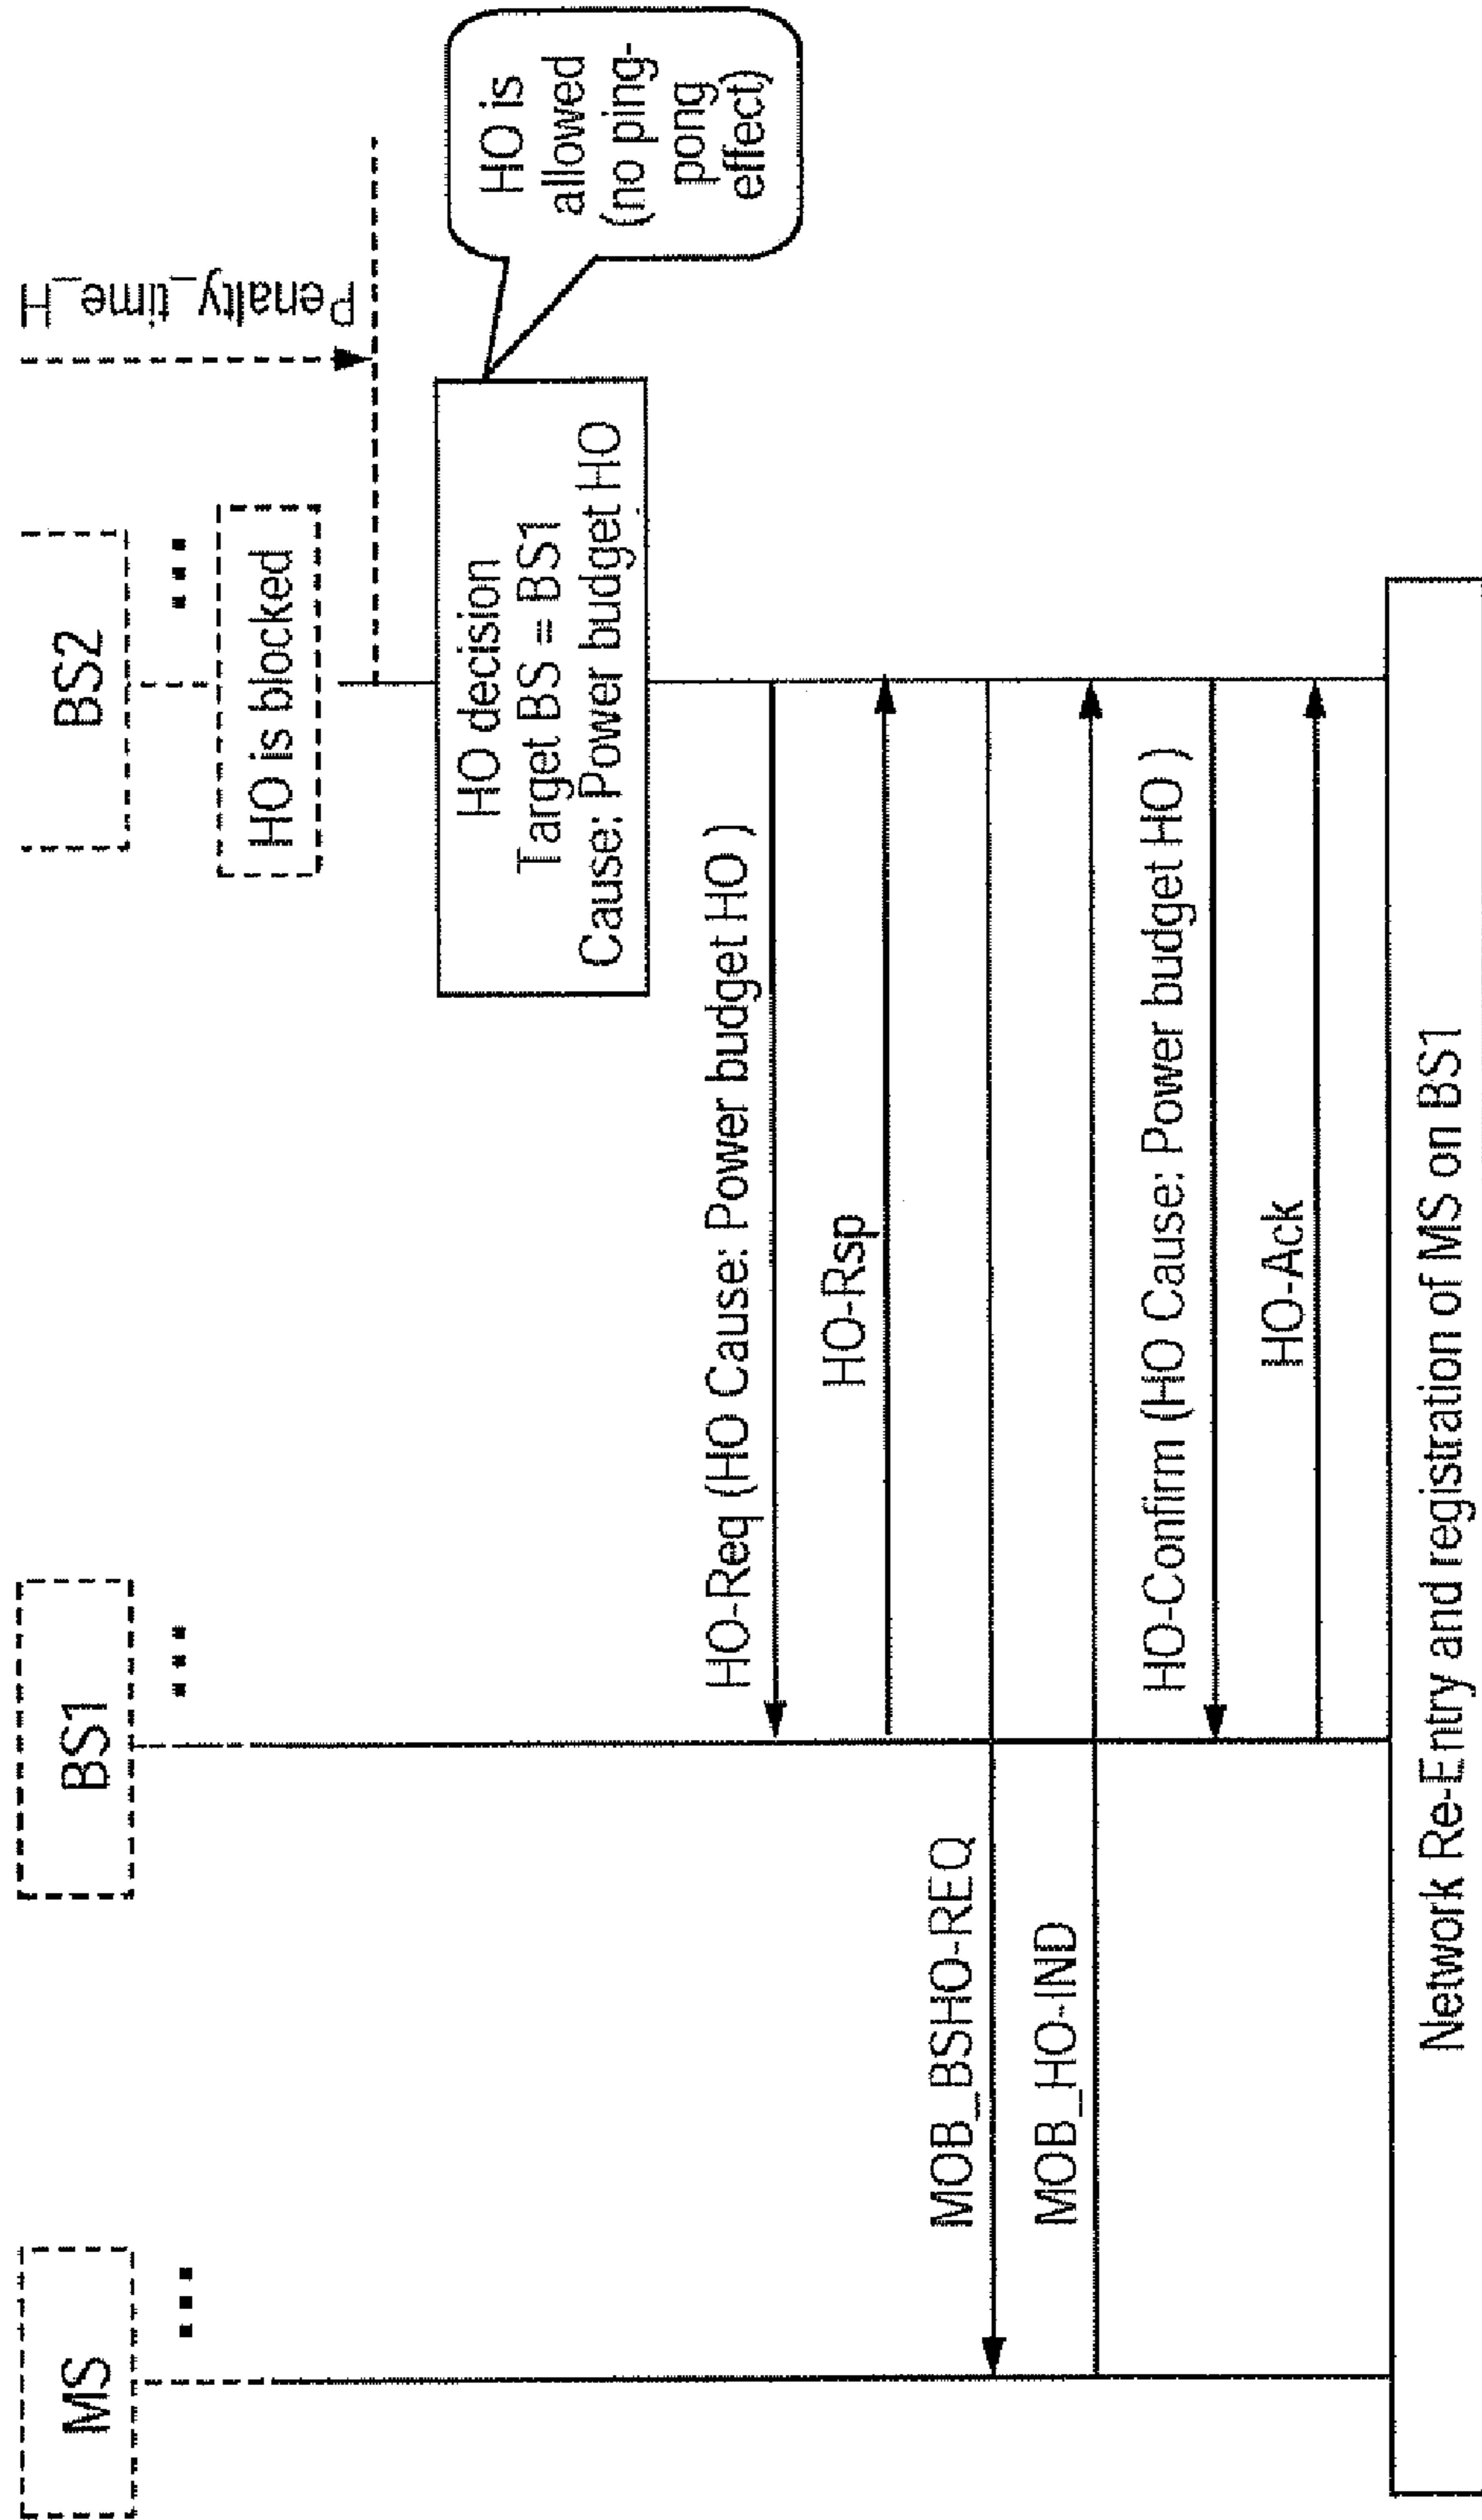 MS
BS1
BS2
...
...
...
HO is blocked
Penalty_time_H
HO decision
Target BS = BS1
Cause: Power budget HO
HO is
allowed
(no ping-
pong
effect)
HO-Req (HO Cause: Power budget HO )
HO-Rsp
MOB_BSHO-REQ
MOB_HO-IND
HO-Confirm (HO Cause: Power budget HO )
HO-Ack
Network Re-Entry and registration of MS on BS1